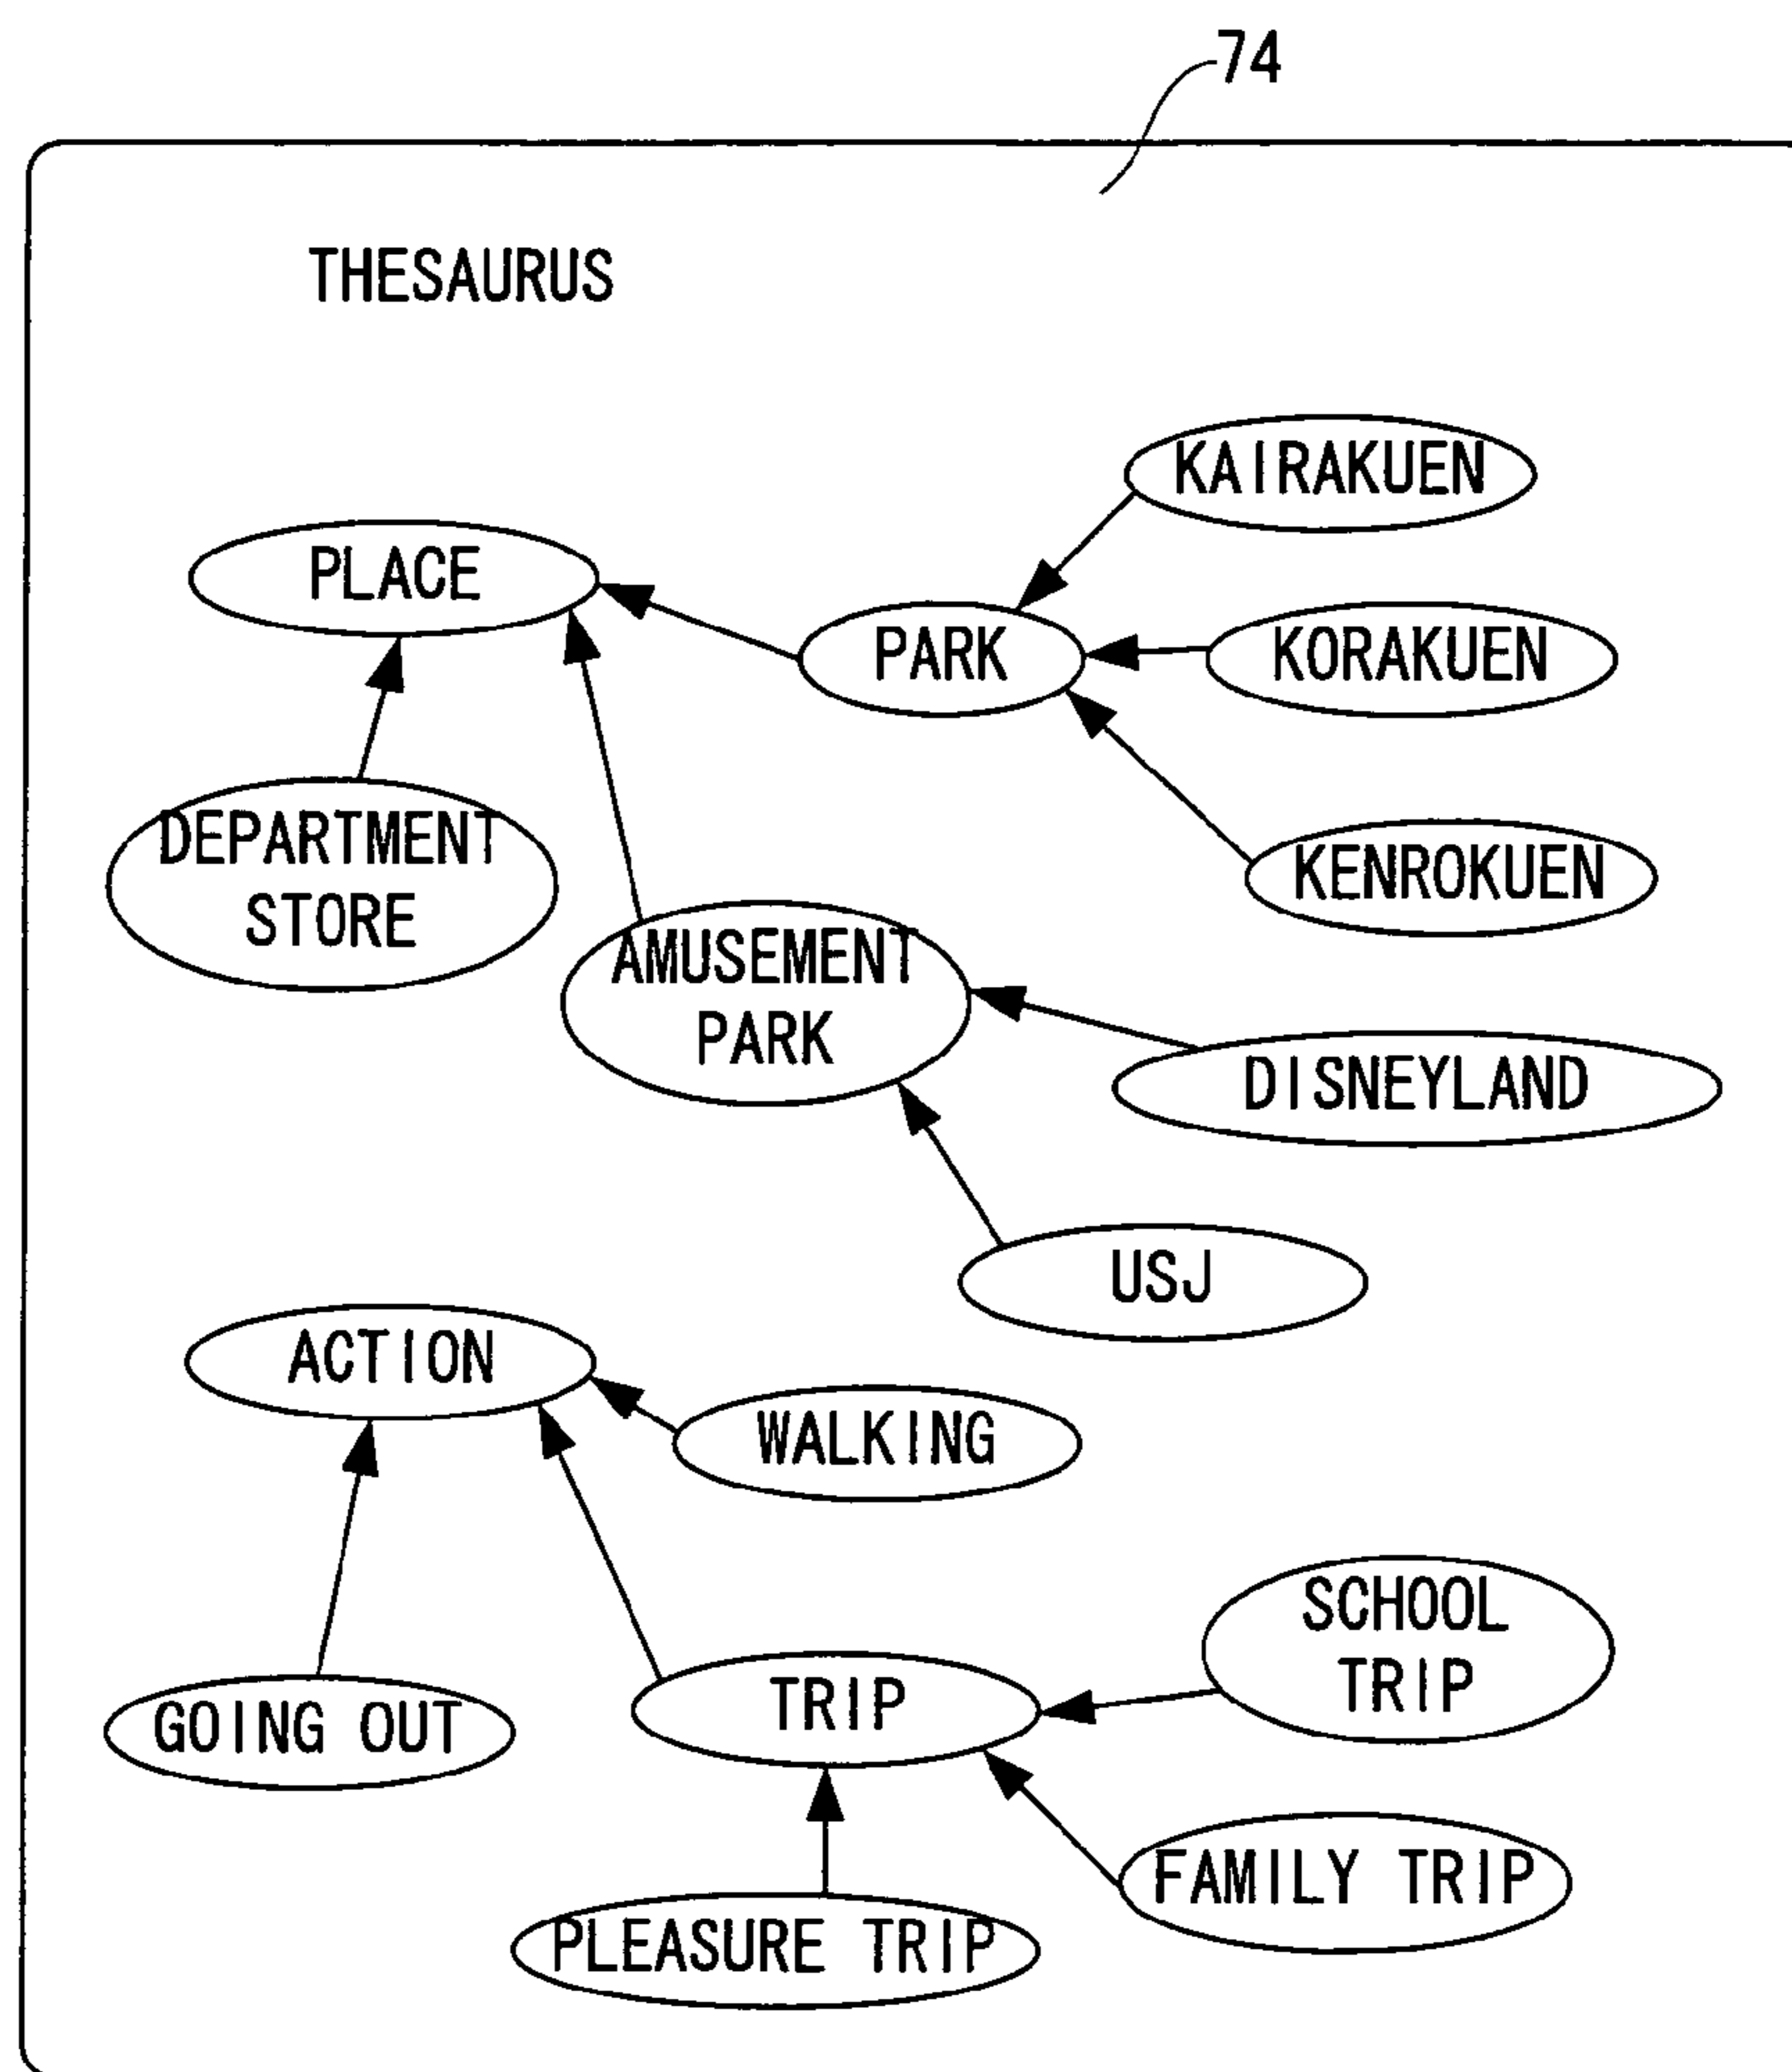 74
THESAURUS
KAIRAKUEN
PLACE
PARK
KORAKUEN
DEPARTMENT
STORE
KENROKUEN
AMUSEMENT
PARK
DISNEYLAND
USJ
ACTION
WALKING
SCHOOL
TRIP
TRIP
GOING OUT
FAMILY TRIP
PLEASURE TRIP